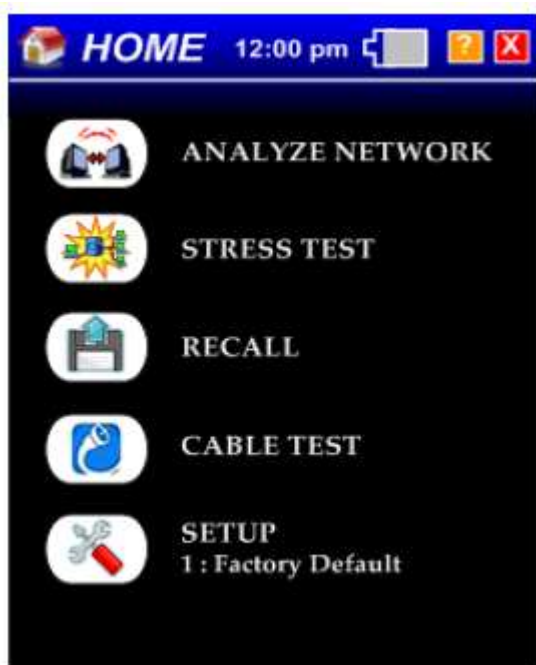 HOME 12:00 pm ? X
ANALYZE NETWORK
STRESS TEST
RECALL
CABLE TEST
SETUP
1 : Factory Default